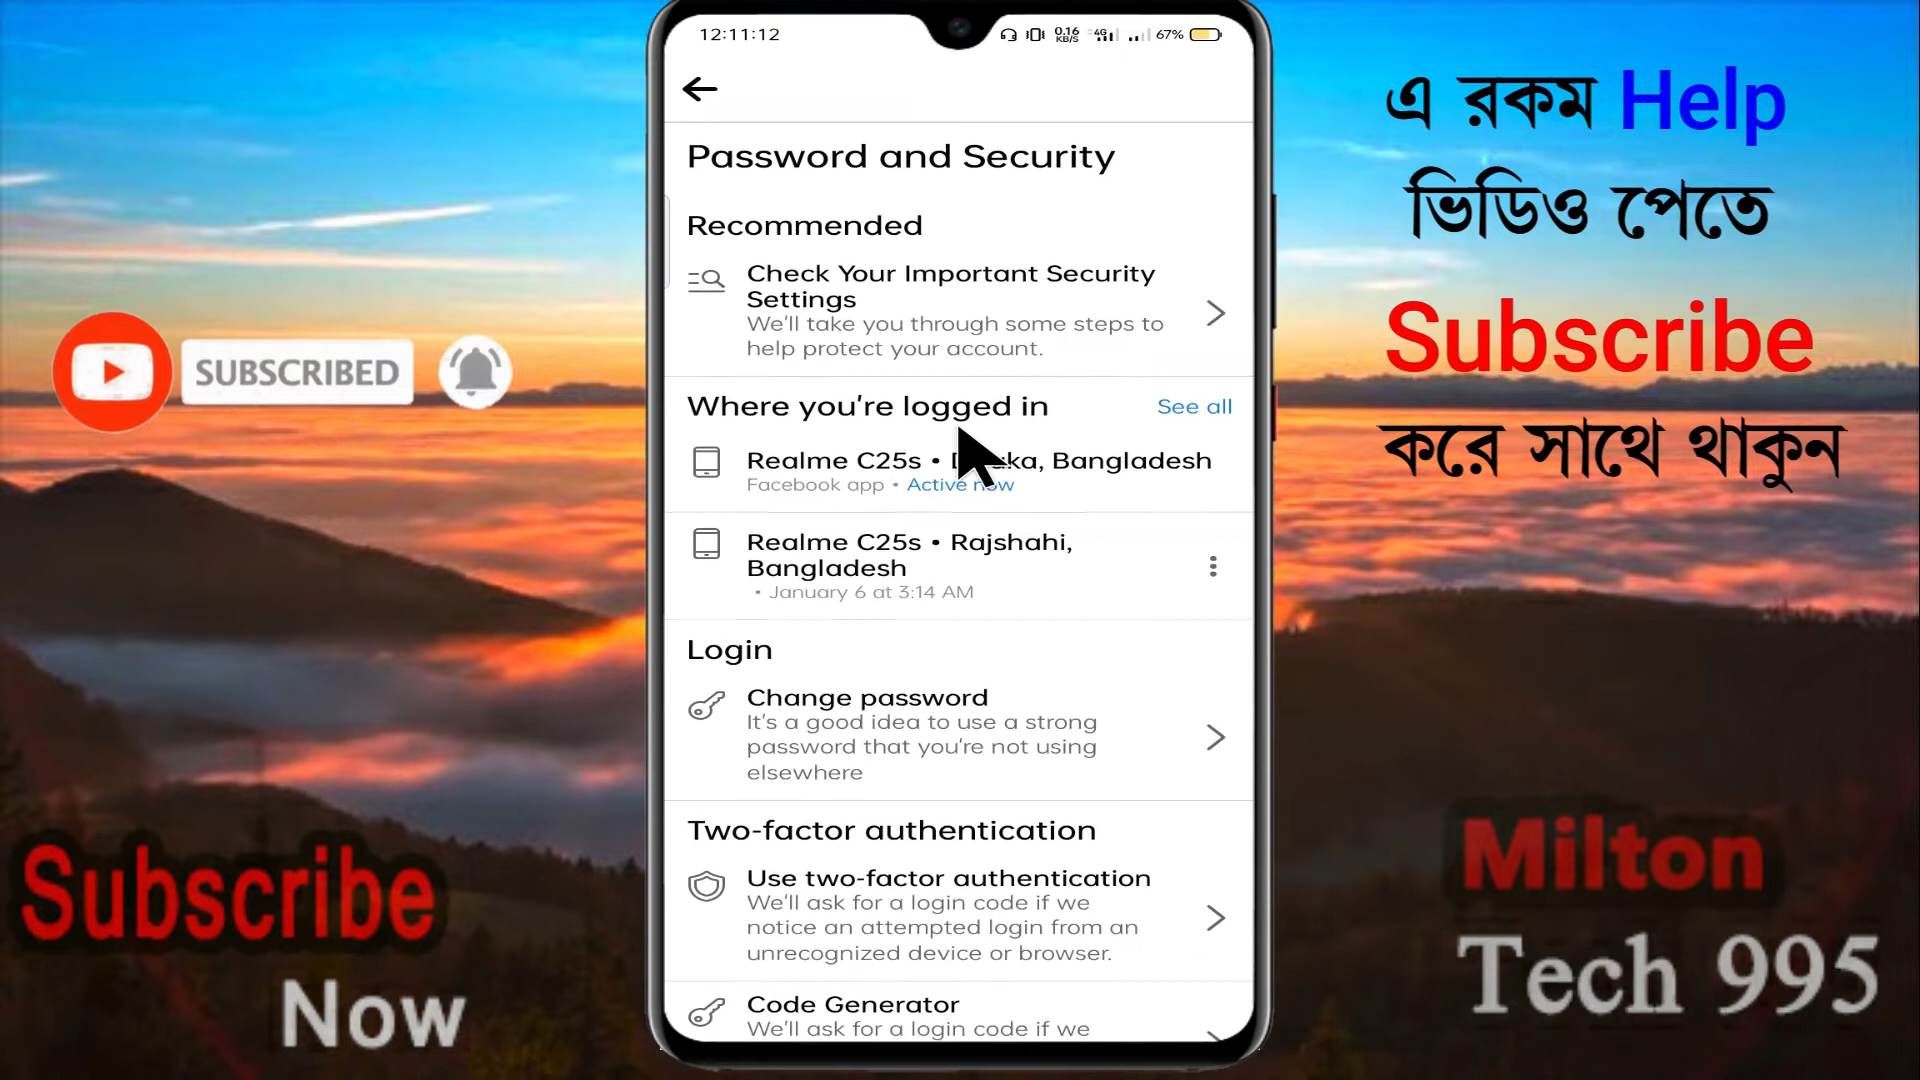 12:11:12
0.16 KB/S 4G 67%
Password and Security
Recommended
Check Your Important Security
Settings
We'll take you through some steps to
help protect your account.
Where you're logged in
See all
Realme C25s • , Bangladesh
Facebook app • Active now
Realme C25s • Rajshahi,
Bangladesh
• January 6 at 3:14 AM
Login
Change password
It's a good idea to use a strong
password that you're not using
elsewhere
Two-factor authentication
Use two-factor authentication
We'll ask for a login code if we
notice an attempted login from an
unrecognized device or browser.
Code Generator
We'll ask for a login code if we
SUBSCRIBED
Subscribe
Now
এ রকম Help
ভিডিও পেতে
Subscribe
করে সাথে থাকুন
Milton
Tech 995